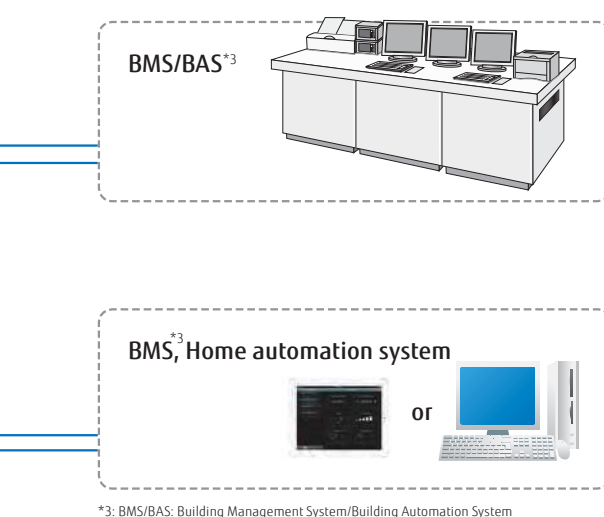 BMS/BAS*3
BMS,*3 Home automation system
or
*3: BMS/BAS: Building Management System/Building Automation System